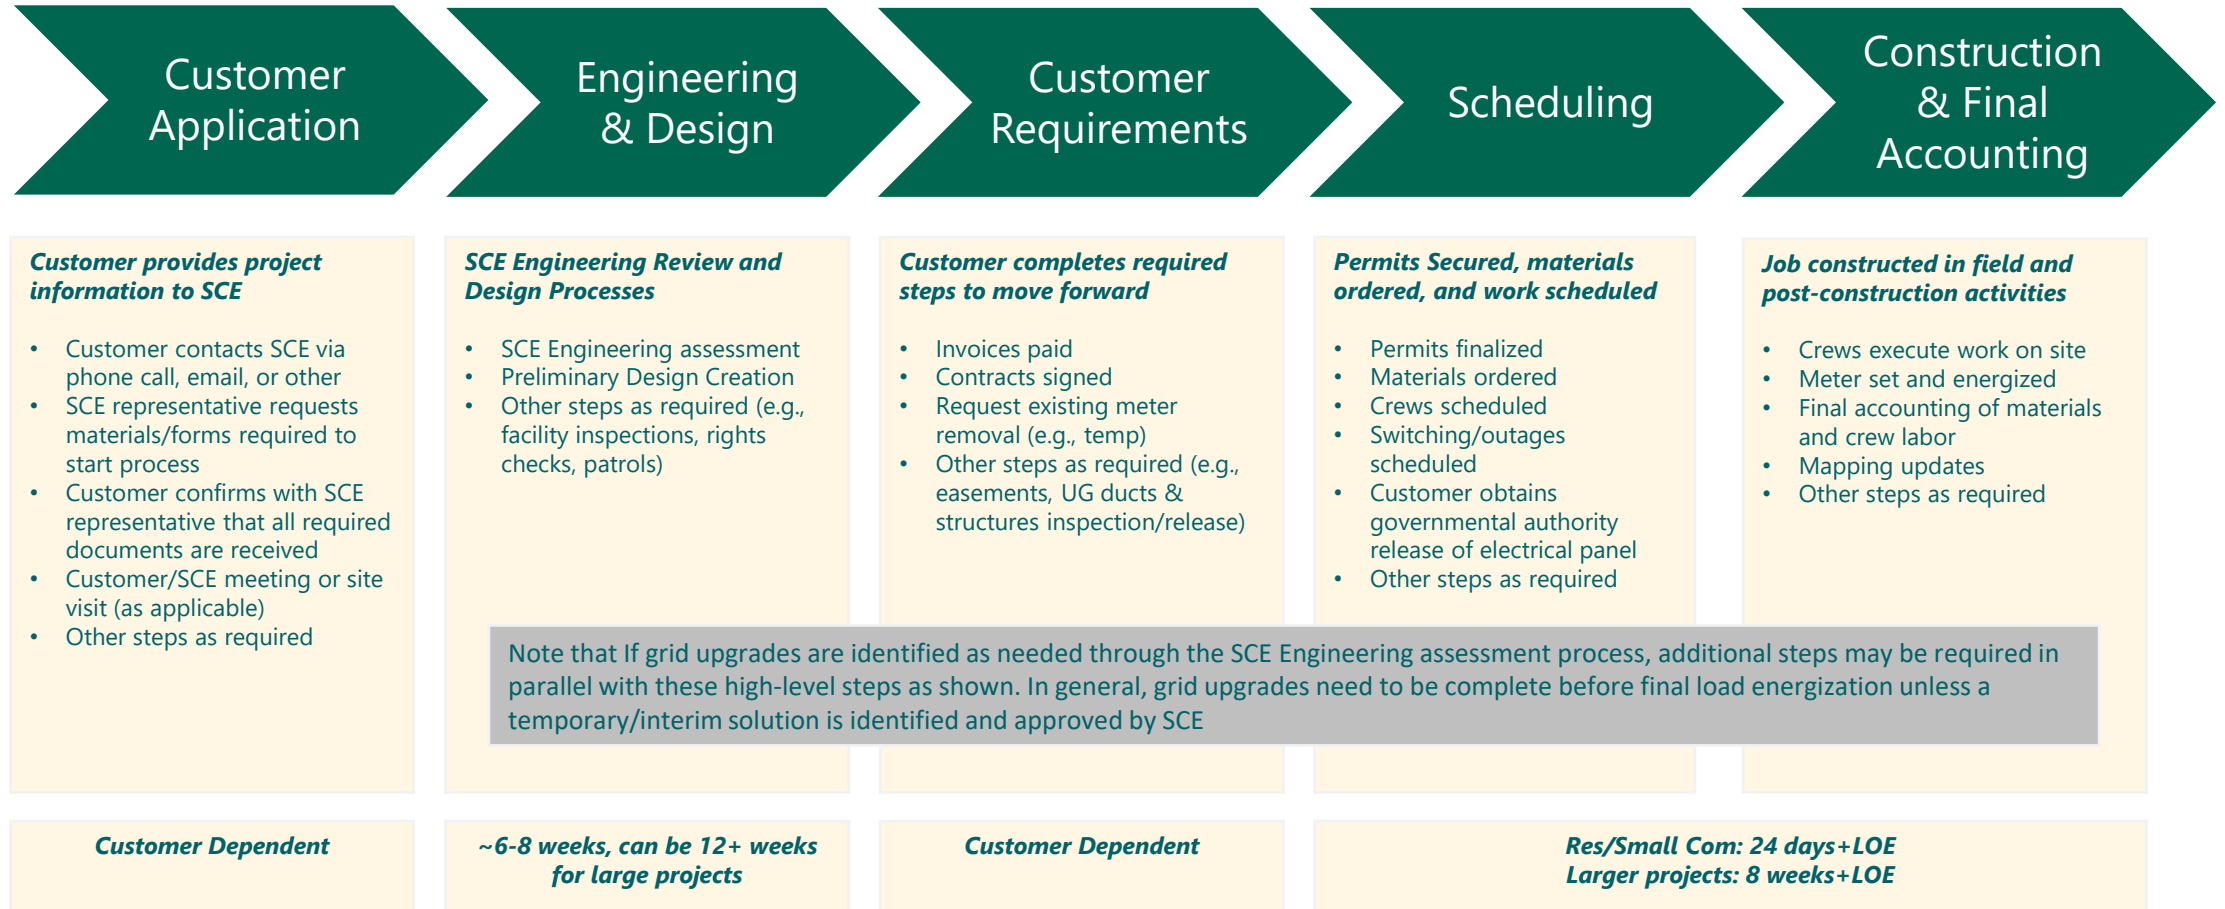 Customer
Application
Engineering
& Design
Customer
Requirements
Scheduling
Construction
& Final
Accounting
Customer provides project
information to SCE
• Customer contacts SCE via
phone call, email, or other
• SCE representative requests
materials/forms required to
start process
• Customer confirms with SCE
representative that all required
documents are received
• Customer/SCE meeting or site
visit (as applicable)
• Other steps as required
SCE Engineering Review and
Design Processes
• SCE Engineering assessment
• Preliminary Design Creation
• Other steps as required (e.g.,
facility inspections, rights
checks, patrols)
Customer completes required
steps to move forward
• Invoices paid
• Contracts signed
• Request existing meter
removal (e.g., temp)
• Other steps as required (e.g.,
easements, UG ducts &
structures inspection/release)
Permits Secured, materials
ordered, and work scheduled
• Permits finalized
• Materials ordered
• Crews scheduled
• Switching/outages
scheduled
• Customer obtains
governmental authority
release of electrical panel
• Other steps as required
Job constructed in field and
post-construction activities
• Crews execute work on site
• Meter set and energized
• Final accounting of materials
and crew labor
• Mapping updates
• Other steps as required
Note that If grid upgrades are identified as needed through the SCE Engineering assessment process, additional steps may be required in
parallel with these high-level steps as shown. In general, grid upgrades need to be complete before final load energization unless a
temporary/interim solution is identified and approved by SCE
Customer Dependent
~6-8 weeks, can be 12+ weeks
for large projects
Customer Dependent
Res/Small Com: 24 days+LOE
Larger projects: 8 weeks+LOE